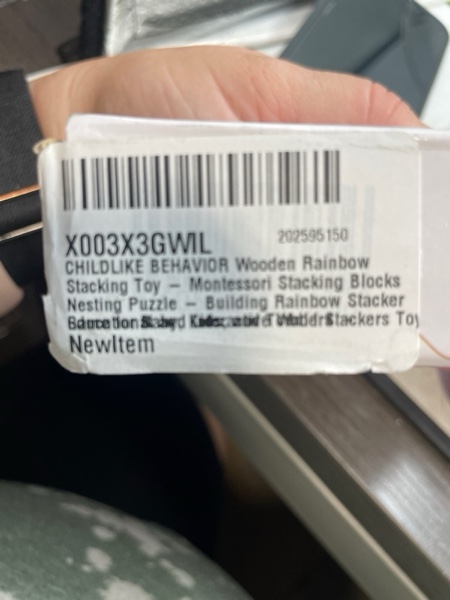 X003X3GWIL 202595150
CHILDLIKE BEHAVIOR Wooden Rainbow
Stacking Toy – Montessori Stacking Blocks
Nesting Puzzle – Building Rainbow Stacker
Stackers Toy
NewItem